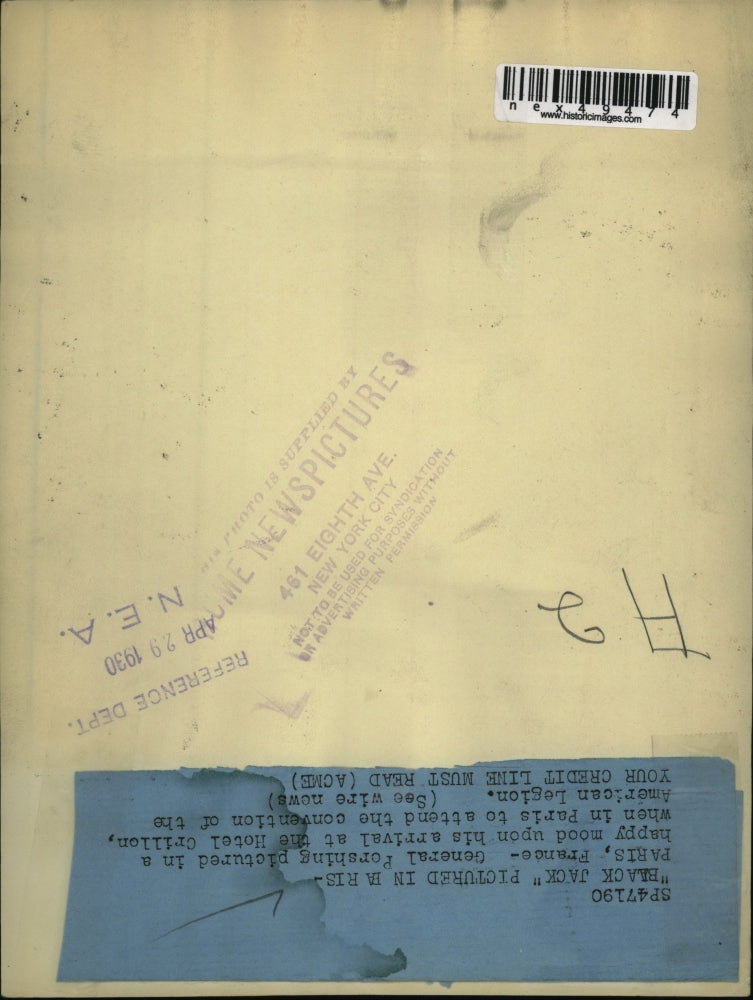 nex49474
www.historicimages.com
PHOTO IS SUPPLIED BY
NEWSPICTURES
461 EIGHTH AVE.
NEW YORK CITY
NOT TO BE USED FOR SYNDICATION
OR ADVERTISING PURPOSES WITHOUT
WRITTEN PERMISSION
REFERENCE DEPT.
APR 29 1930
N. E. A.
SP47190
"BLACK JACK" PICTURED IN PARIS-
PARIS, France- General Pershing pictured in a
happy mood upon his arrival at the Hotel Crillon,
when in Paris to attend the convention of the
American Legion. (See wire news)
YOUR CREDIT LINE MUST READ (ACME)